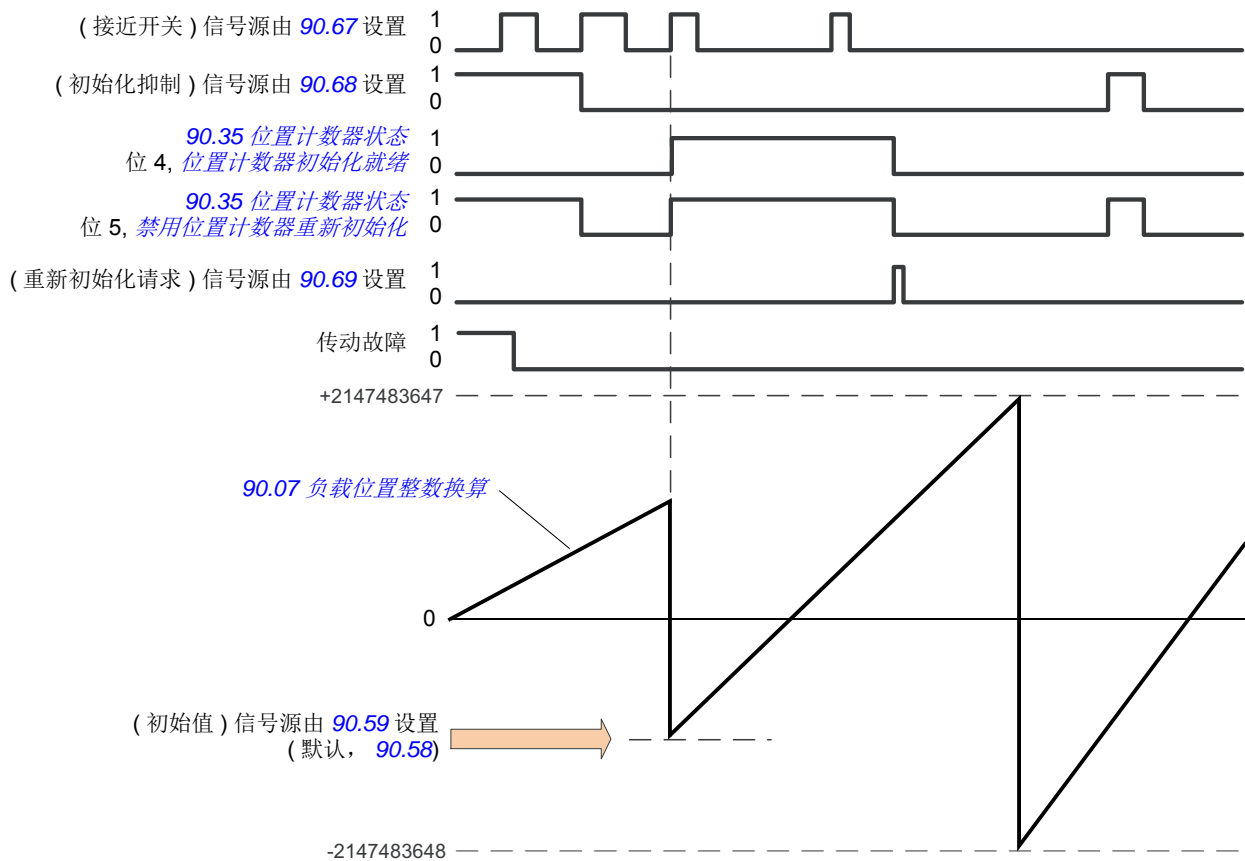 ( 接近开关 ) 信号源由 90.67 设置
1
0
( 初始化抑制 ) 信号源由 90.68 设置
1
0
90.35 位置计数器状态
位 4, 位置计数器初始化就绪
1
0
90.35 位置计数器状态
位 5, 禁用位置计数器重新初始化
1
0
( 重新初始化请求 ) 信号源由 90.69 设置
1
0
传动故障
1
0
+2147483647
90.07 负载位置整数换算
0
( 初始值 ) 信号源由 90.59 设置
( 默认， 90.58)
-2147483648